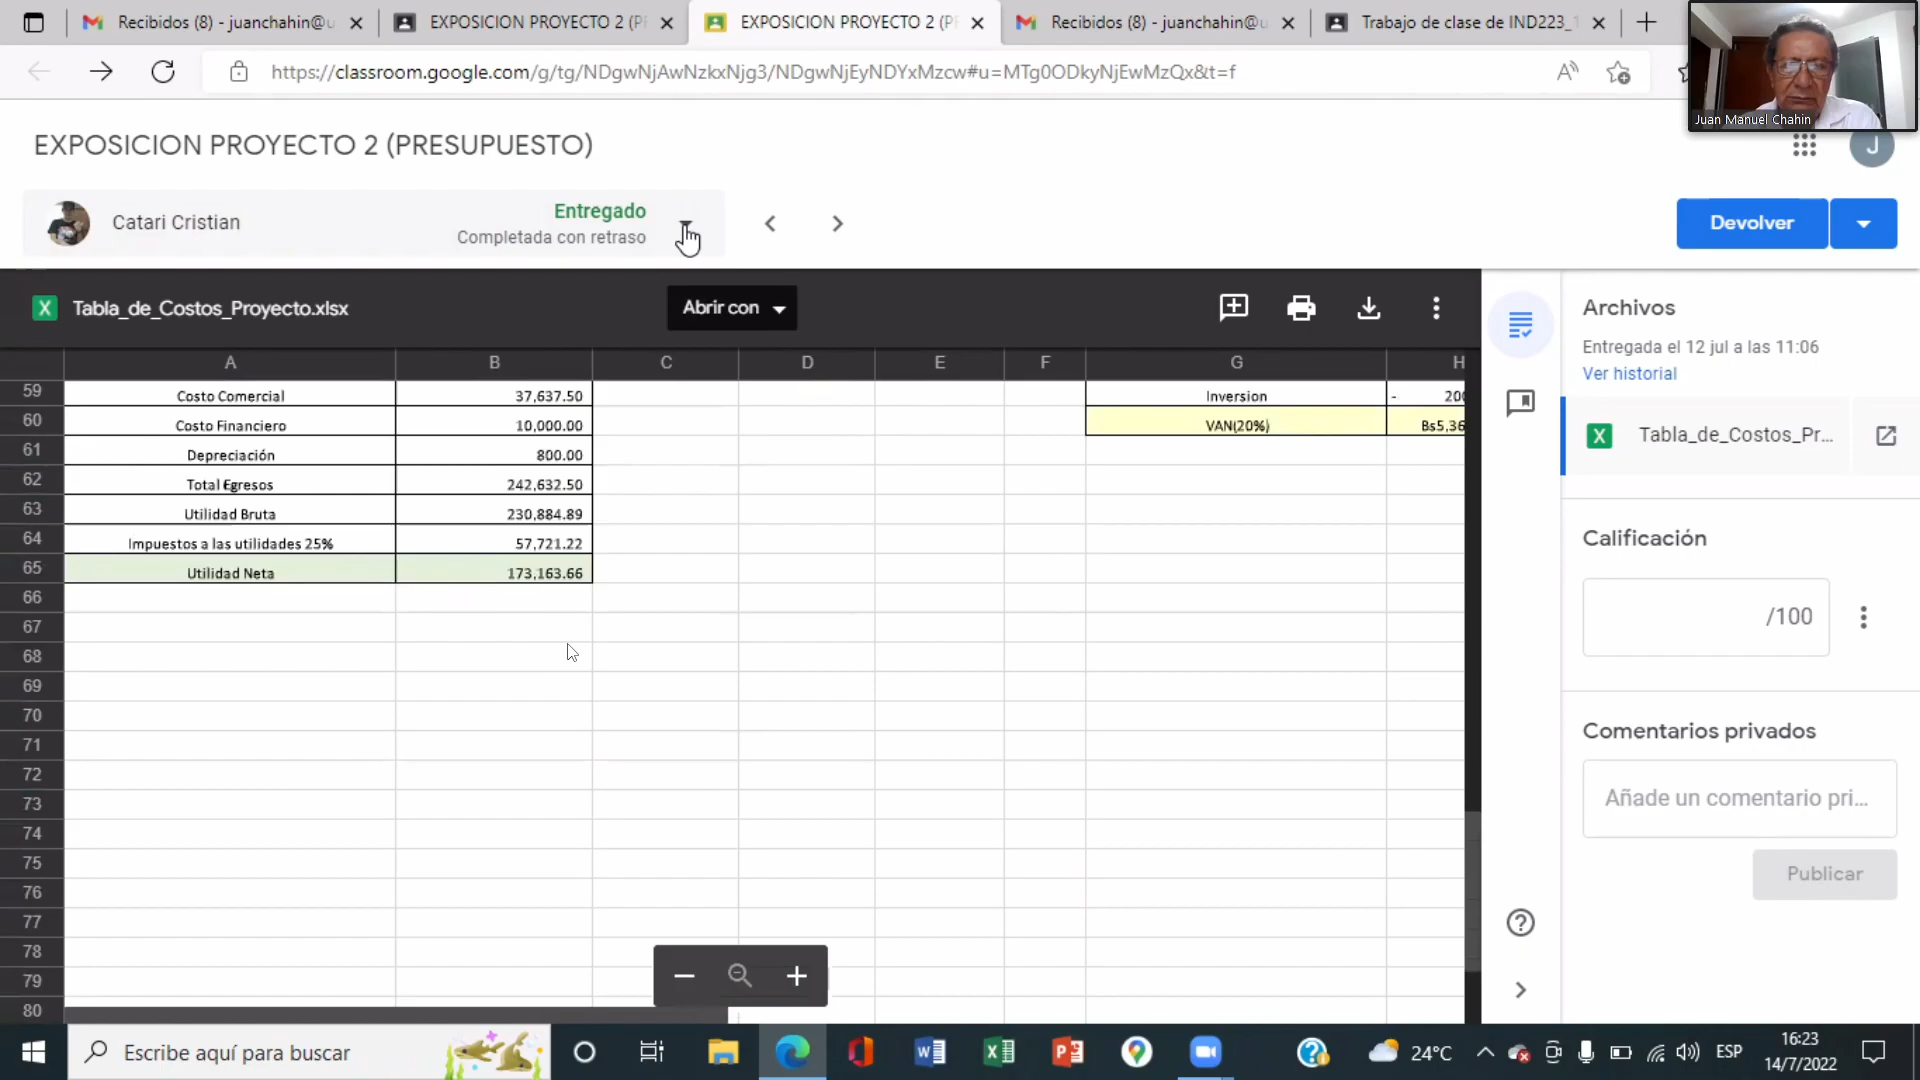 Recibidos (8) - juanchahin@u
EXPOSICION PROYECTO 2 (P
EXPOSICION PROYECTO 2 (P
Recibidos (8) - juanchahin@u
Trabajo de clase de IND223_1
https://classroom.google.com/g/tg/NDgwNjAwNzkxNjg3/NDgwNjEyNDYxMzcw#u=MTg0ODkyNjEwMzQx&t=f
Juan Manuel Chahin
EXPOSICION PROYECTO 2 (PRESUPUESTO)
J
Catari Cristian
Entregado
Completada con retraso
Devolver
Tabla_de_Costos_Proyecto.xlsx
Abrir con
Archivos
Entregada el 12 jul a las 11:06
Ver historial
Tabla_de_Costos_Pr...
Calificación
/100
Comentarios privados
Añade un comentario pri...
Publicar
A B C D E F G H
59 Costo Comercial 37,637.50 Inversion - 200
60 Costo Financiero 10,000.00 VAN(20%) Bs5,36
61 Depreciación 800.00
62 Total Egresos 242,632.50
63 Utilidad Bruta 230,884.89
64 Impuestos a las utilidades 25% 57,721.22
65 Utilidad Neta 173,163.66
66
67
68
69
70
71
72
73
74
75
76
77
78
79
80
Escribe aquí para buscar
24°C
ESP
16:23
14/7/2022